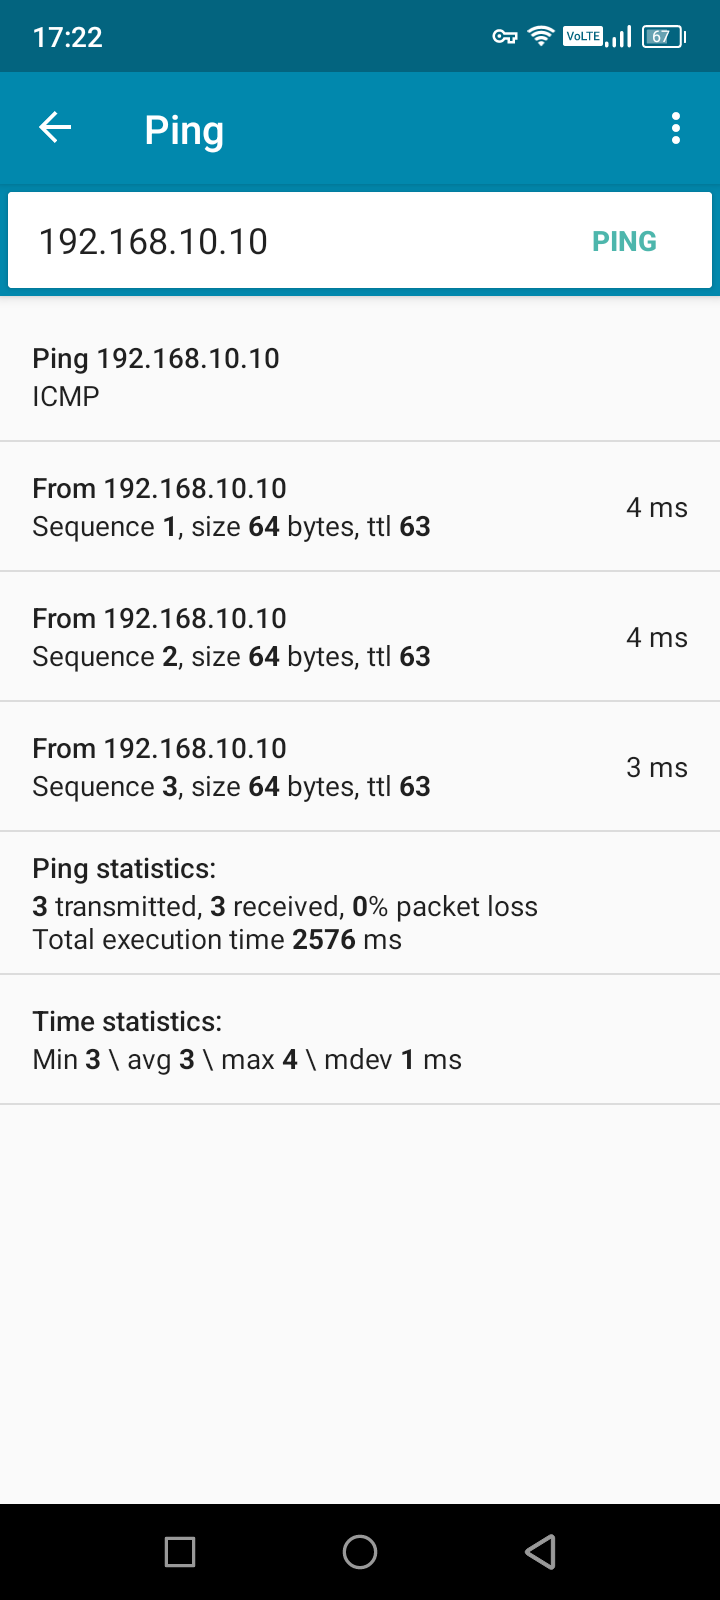 17:22
VoLTE
67
Ping
192.168.10.10
PING
Ping 192.168.10.10
ICMP
From 192.168.10.10
Sequence 1, size 64 bytes, ttl 63
4 ms
From 192.168.10.10
Sequence 2, size 64 bytes, ttl 63
4 ms
From 192.168.10.10
Sequence 3, size 64 bytes, ttl 63
3 ms
Ping statistics:
3 transmitted, 3 received, 0% packet loss
Total execution time 2576 ms
Time statistics:
Min 3 \ avg 3 \ max 4 \ mdev 1 ms